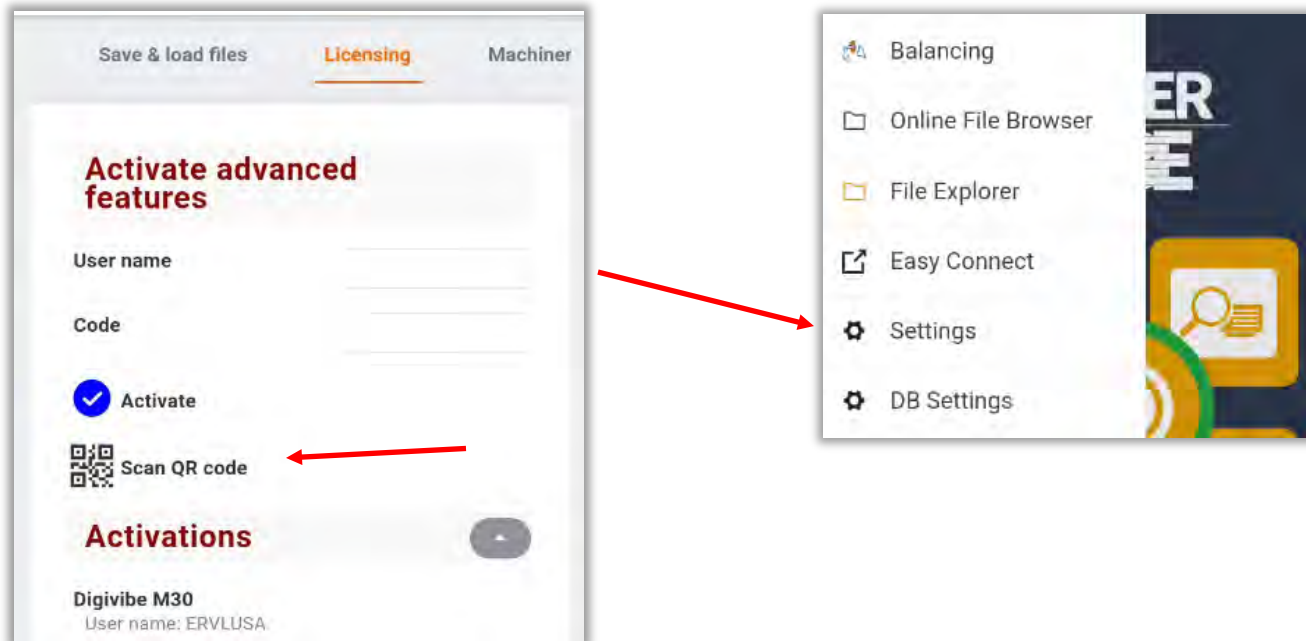 Save & load files Licensing Machiner
Activate advanced
features
User name
Code
Activate
Scan QR code
Activations
Digivibe M30
User name: ERVLUSA
Balancing
Online File Browser
File Explorer
Easy Connect
Settings
DB Settings
ER
E